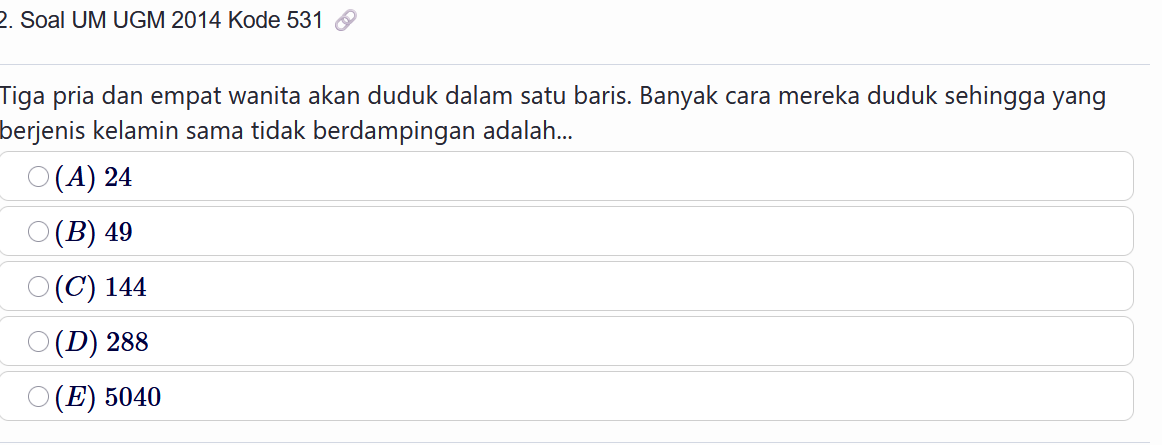 2. Soal UM UGM 2014 Kode 531
Tiga pria dan empat wanita akan duduk dalam satu baris. Banyak cara mereka duduk sehingga yang
berjenis kelamin sama tidak berdampingan adalah...
(A) 24
(B) 49
(C) 144
(D) 288
(E) 5040